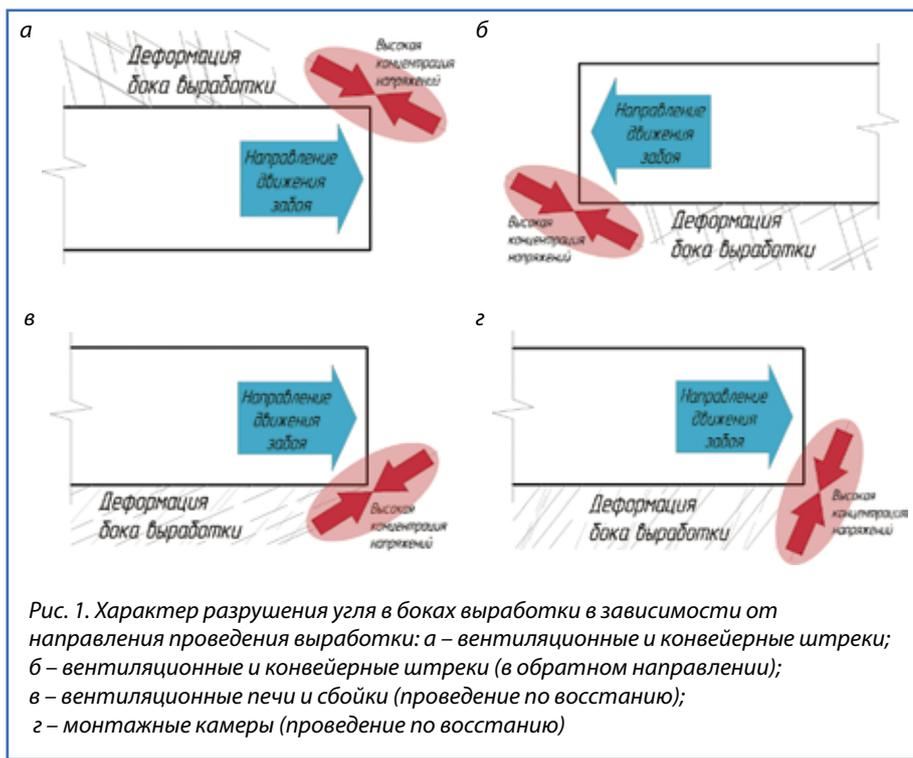 а
Деформация
бока выработки
Высокая
концентрация
напряжений
Направление
движения
забоя
б
Направление
движения
забоя
Высокая
концентрация
напряжений
Деформация
бока выработки
в
Направление
движения
забоя
Деформация
бока выработки
Высокая
концентрация
напряжений
г
Направление
движения
забоя
Деформация
бока выработки
Высокая
концентрация
напряжений
Рис. 1. Характер разрушения угля в боках выработки в зависимости от
направления проведения выработки: а – вентиляционные и конвейерные штреки;
б – вентиляционные и конвейерные штреки (в обратном направлении);
в – вентиляционные печи и сбойки (проведение по восстанию);
г – монтажные камеры (проведение по восстанию)